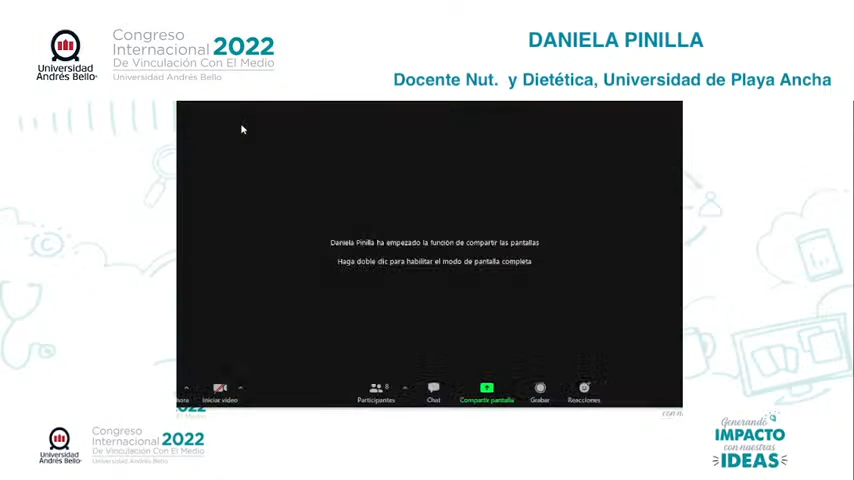 Universidad
Andrés Bello
Congreso
Internacional 2022
De Vinculación Con El Medio
Universidad Andrés Bello
DANIELA PINILLA
Docente Nut. y Dietética, Universidad de Playa Ancha
Daniela Pinilla ha empezado la función de compartir las pantallas
Haga doble clic para habilitar el modo de pantalla completa
Iniciar video
Participantes
8
Chat
Compartir pantalla
Grabar
Reacciones
Universidad
Andrés Bello
Congreso
Internacional 2022
De Vinculación Con El Medio
Universidad Andrés Bello
Generando
IMPACTO
con nuestras
IDEAS